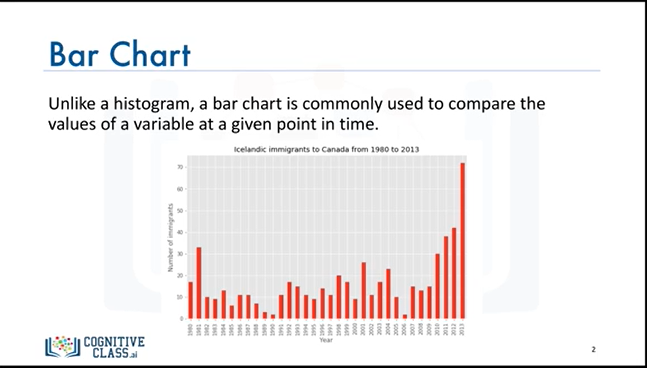 Bar Chart
Unlike a histogram, a bar chart is commonly used to compare the
values of a variable at a given point in time.
Icelandic immigrants to Canada from 1980 to 2013
Number of immigrants
70
60
50
40
30
20
10
0
1980 1981 1982 1983 1984 1985 1986 1987 1988 1989 1990 1991 1992 1993 1994 1995 1996 1997 1998 1999 2000 2001 2002 2003 2004 2005 2006 2007 2008 2009 2010 2011 2012 2013
Year
COGNITIVE
CLASS.ai
2